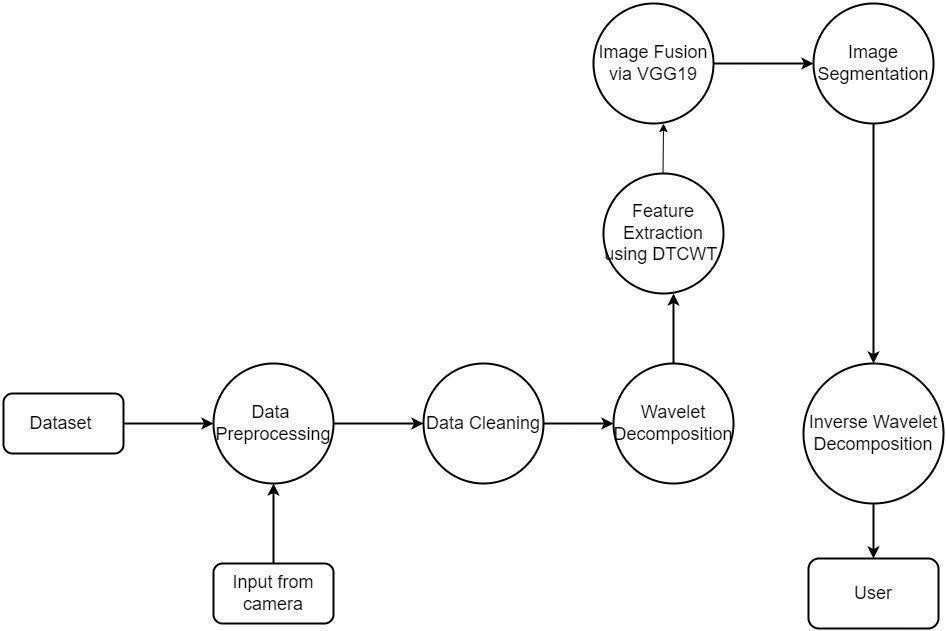 Image Fusion
via VGG19
Image
Segmentation
Feature
Extraction
using DTCWT
Dataset
Data
Preprocessing
Data Cleaning
Wavelet
Decomposition
Inverse Wavelet
Decomposition
Input from
camera
User